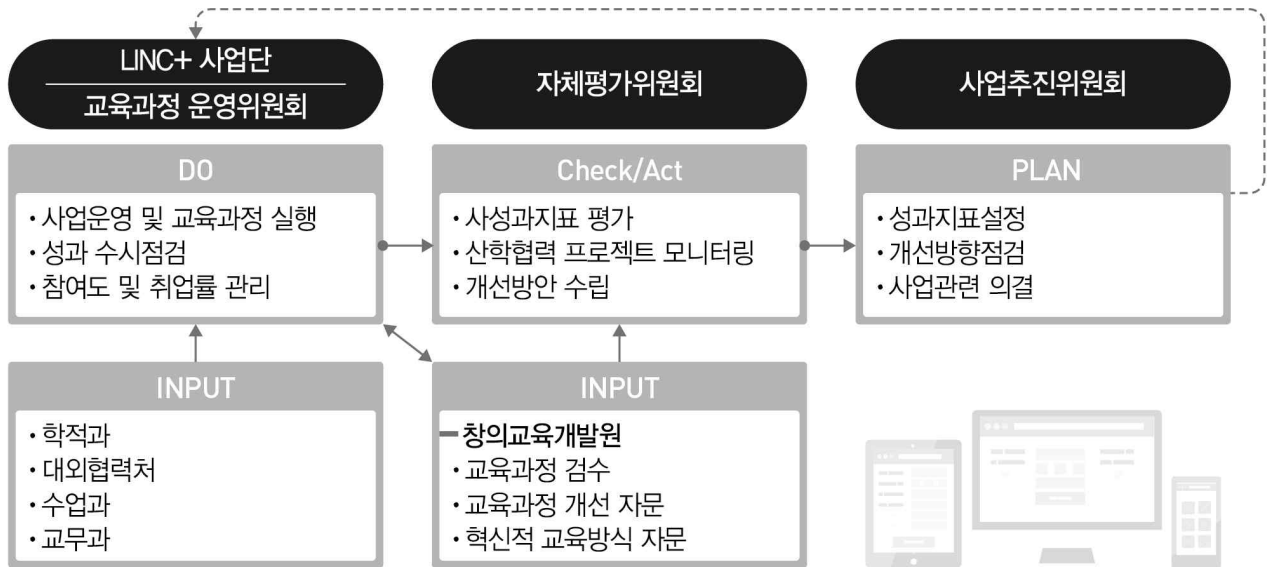 LINC+ 사업단
교육과정 운영위원회
자체평가위원회
사업추진위원회
DO
• 사업운영 및 교육과정 실행
• 성과 수시점검
• 참여도 및 취업률 관리
Check/Act
• 사성과지표 평가
• 산학협력 프로젝트 모니터링
• 개선방안 수립
PLAN
• 성과지표설정
• 개선방향점검
• 사업관련 의결
INPUT
• 학적과
• 대외협력처
• 수업과
• 교무과
INPUT
창의교육개발원
• 교육과정 검수
• 교육과정 개선 자문
• 혁신적 교육방식 자문